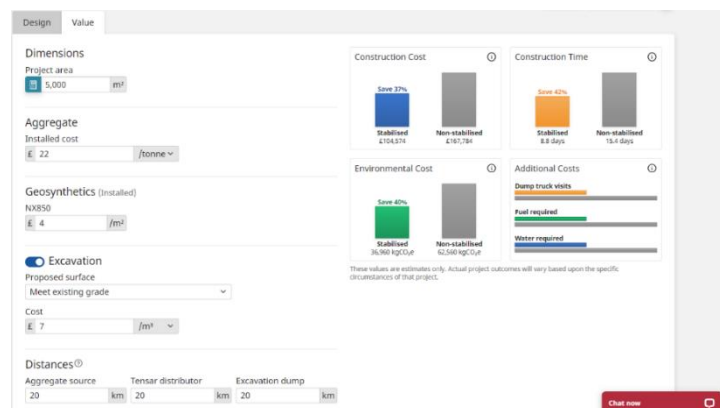 Design Value
Dimensions
Project area
5,000 m²
Aggregate
Installed cost
£ 22 /tonne
Geosynthetics (Installed)
NX850
£ 4 /m²
Excavation
Proposed surface
Meet existing grade
Cost
£ 7 /m³
Distances
Aggregate source Tensar distributor Excavation dump
20 km 20 km 20 km
Construction Cost
Save 37%
Stabilised Non-stabilised
£104,574 £167,784
Construction Time
Save 42%
Stabilised Non-stabilised
8.8 days 15.4 days
Environmental Cost
Save 40%
Stabilised Non-stabilised
36,960 kgCO₂e 62,560 kgCO₂e
Additional Costs
Dump truck visits
Fuel required
Water required
These values are estimates only. Actual project outcomes will vary based upon the specific
circumstances of that project.
Chat now